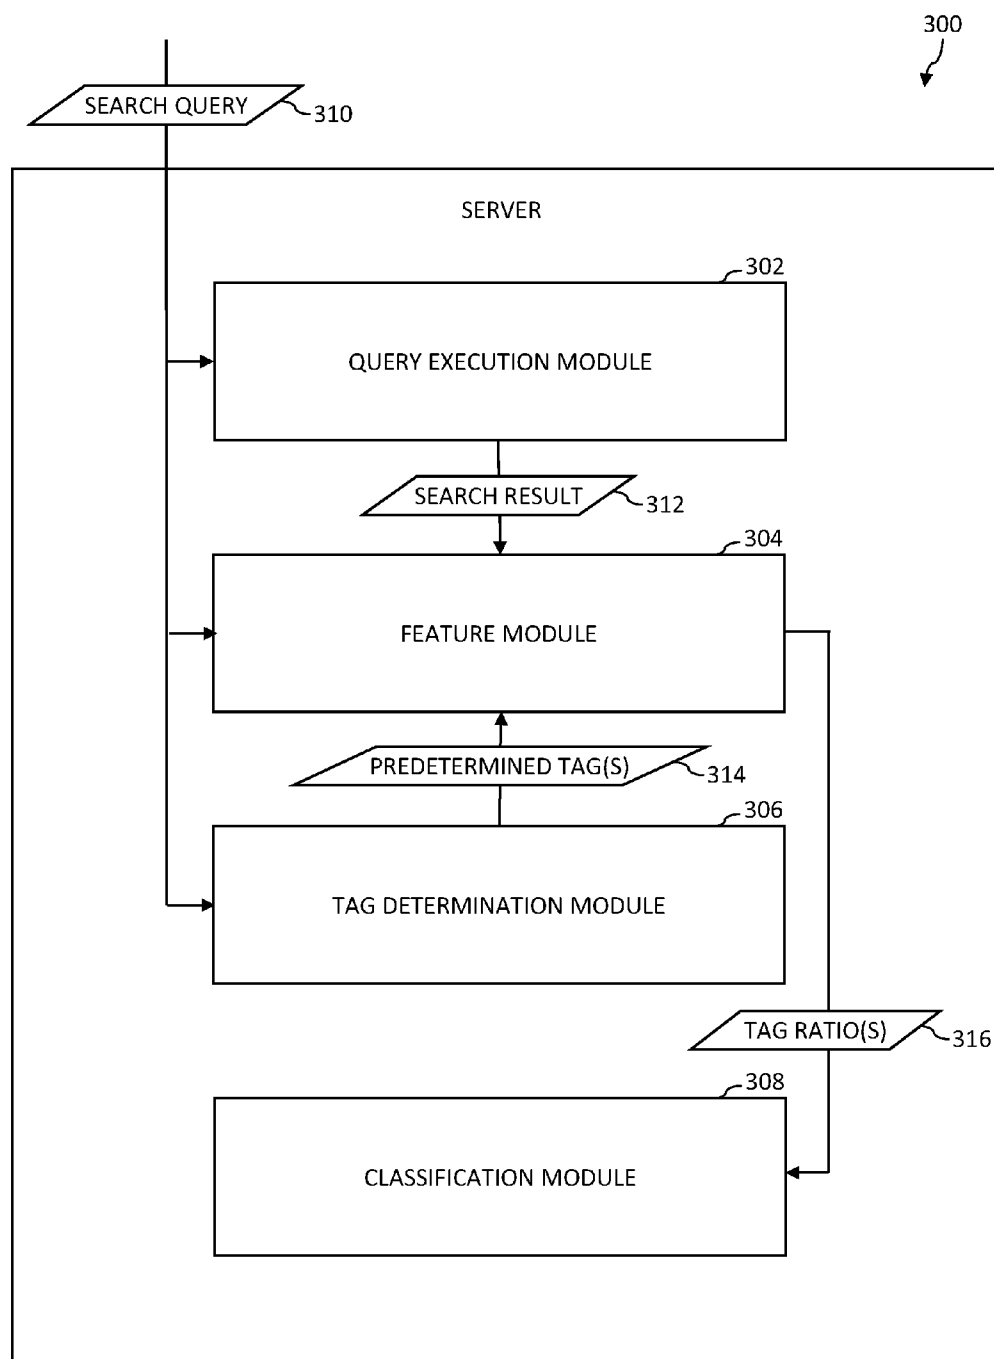 300
SEARCH QUERY
310
SERVER
302
QUERY EXECUTION MODULE
SEARCH RESULT
312
304
FEATURE MODULE
PREDETERMINED TAG(S)
314
306
TAG DETERMINATION MODULE
TAG RATIO(S)
316
308
CLASSIFICATION MODULE